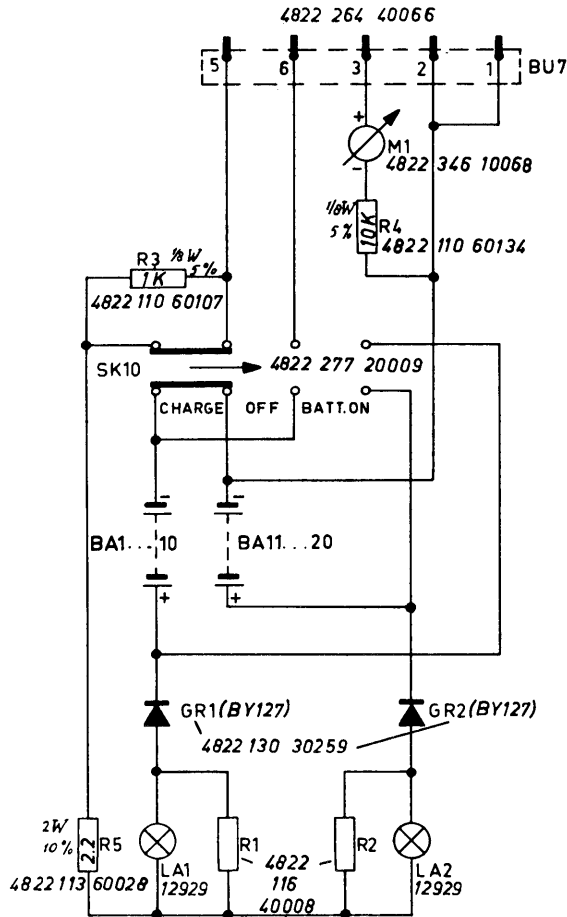 4822 264 40066
5 6 3 2 1 BU7
+
M1
-
4822 346 10068
1/8W
5%
10K
R4
4822 110 60134
R3 1/8W
5%
1K
4822 110 60107
SK10
4822 277 20009
CHARGE OFF BATT.ON
- -
BA1...10 BA11...20
+ +
GR1(BY127) GR2(BY127)
4822 130 30259
2W
10%
2.2
R5
4822 113 60028
LA1
12929
R1
4822
116
40008
R2
LA2
12929